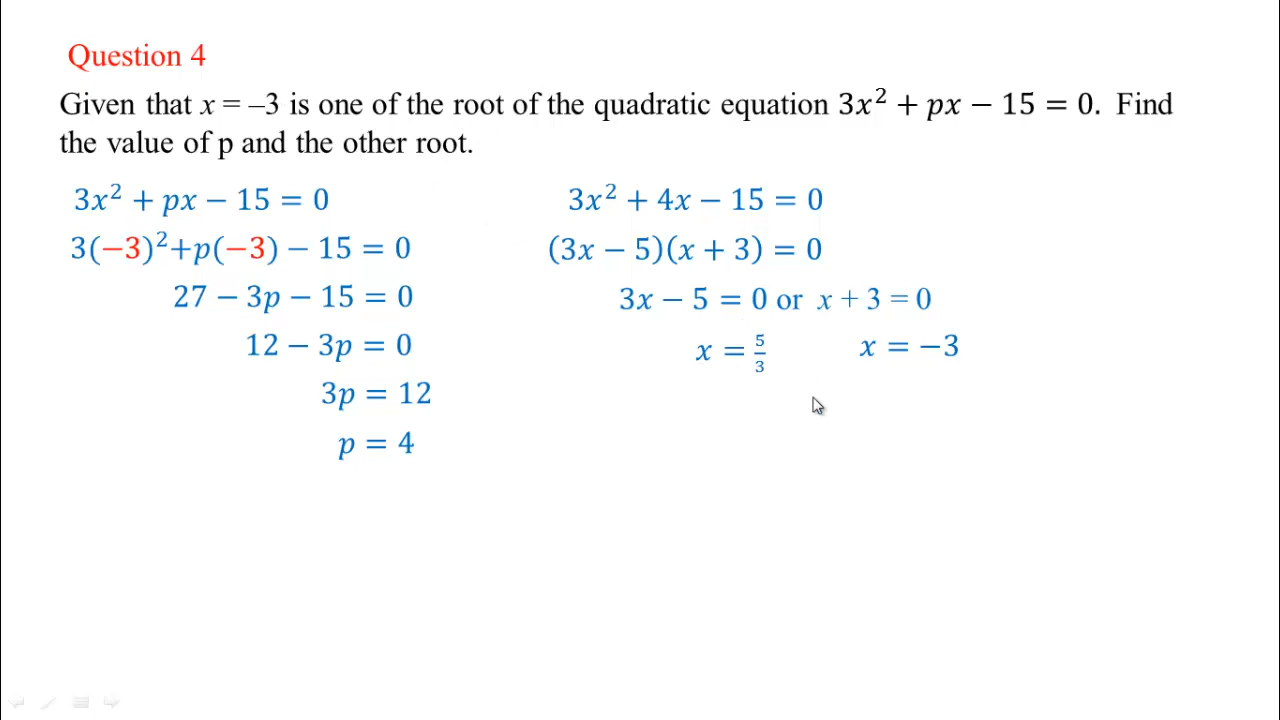 Question 4
Given that x = –3 is one of the root of the quadratic equation 3x² + px − 15 = 0. Find
the value of p and the other root.
3x² + px − 15 = 0
3(−3)²+p(−3) − 15 = 0
27 − 3p − 15 = 0
12 − 3p = 0
3p = 12
p = 4
3x² + 4x − 15 = 0
(3x − 5)(x + 3) = 0
3x − 5 = 0 or x + 3 = 0
x = 5/3 x = −3